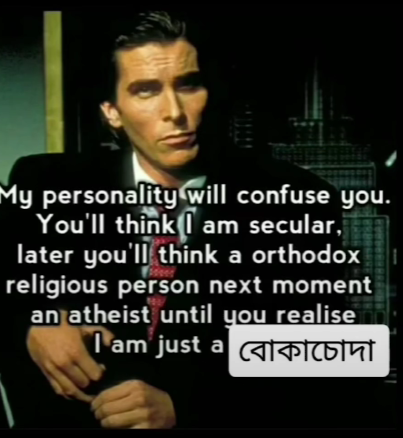 My personality will confuse you.
You'll think I am secular,
later you'll think a orthodox
religious person next moment
an atheist until you realise
I am just a বোকাচোদা